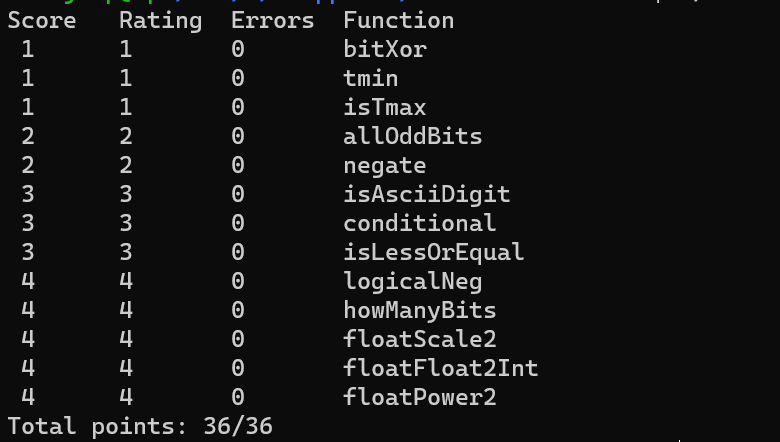 Score Rating Errors Function
1 1 0 bitXor
1 1 0 tmin
1 1 0 isTmax
2 2 0 allOddBits
2 2 0 negate
3 3 0 isAsciiDigit
3 3 0 conditional
3 3 0 isLessOrEqual
4 4 0 logicalNeg
4 4 0 howManyBits
4 4 0 floatScale2
4 4 0 floatFloat2Int
4 4 0 floatPower2
Total points: 36/36